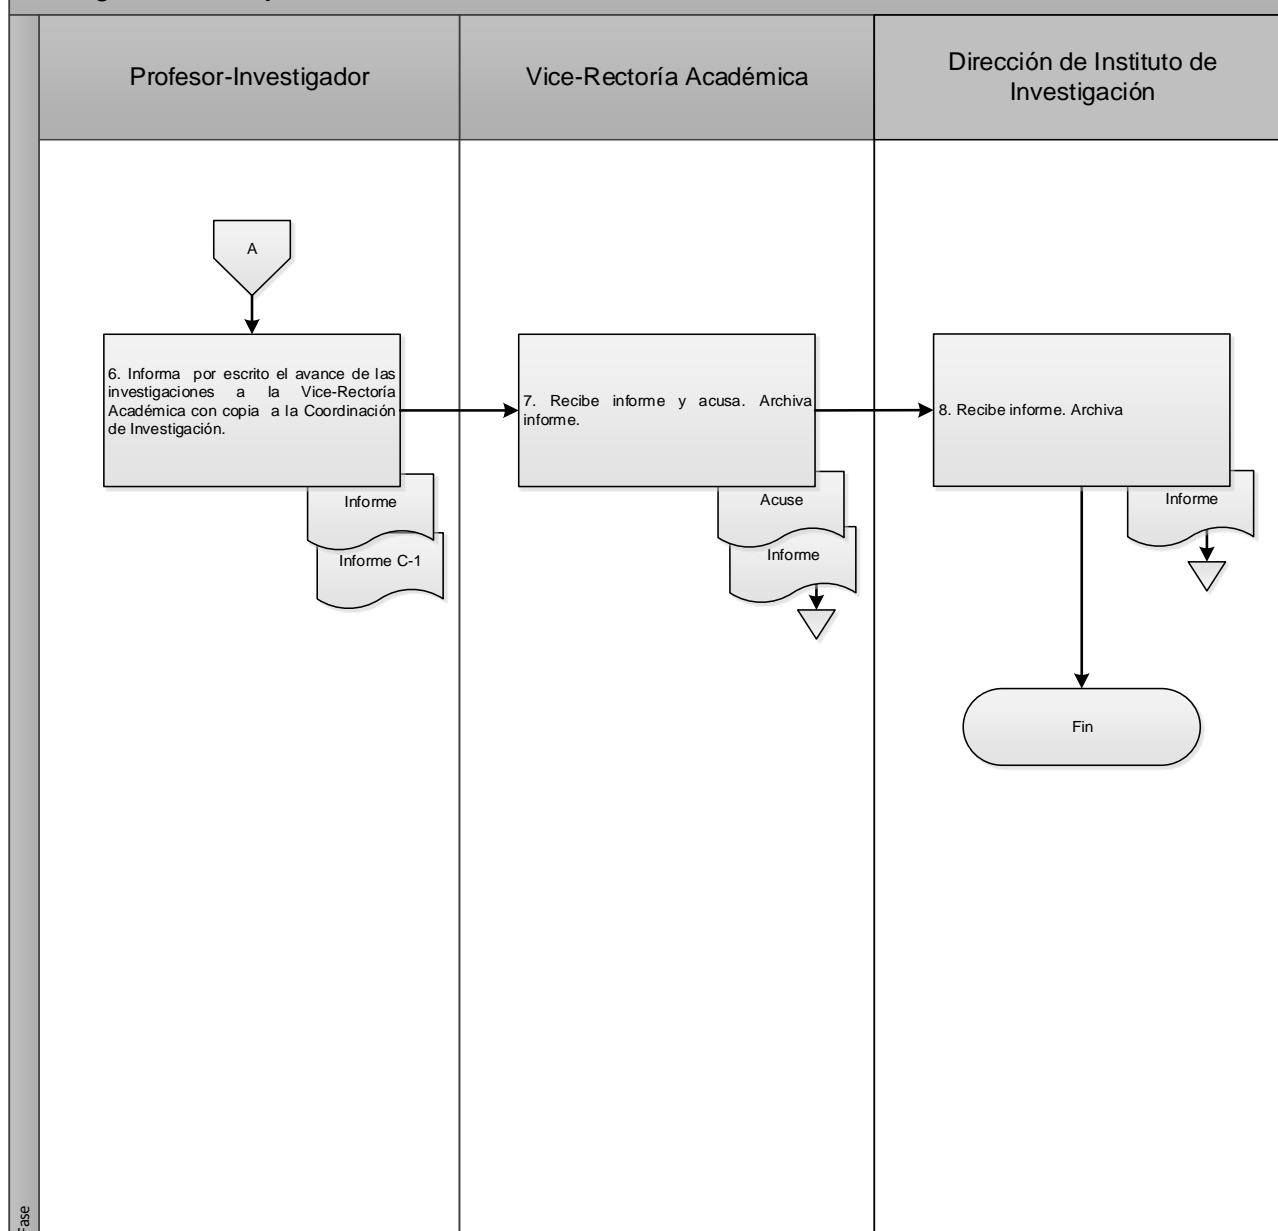 Profesor-Investigador
Vice-Rectoría Académica
Dirección de Instituto de
Investigación
A
6. Informa por escrito el avance de las
investigaciones a la Vice-Rectoría
Académica con copia a la Coordinación
de Investigación.
Informe
Informe C-1
7. Recibe informe y acusa. Archiva
informe.
Acuse
Informe
8. Recibe informe. Archiva
Informe
Fin
Fase